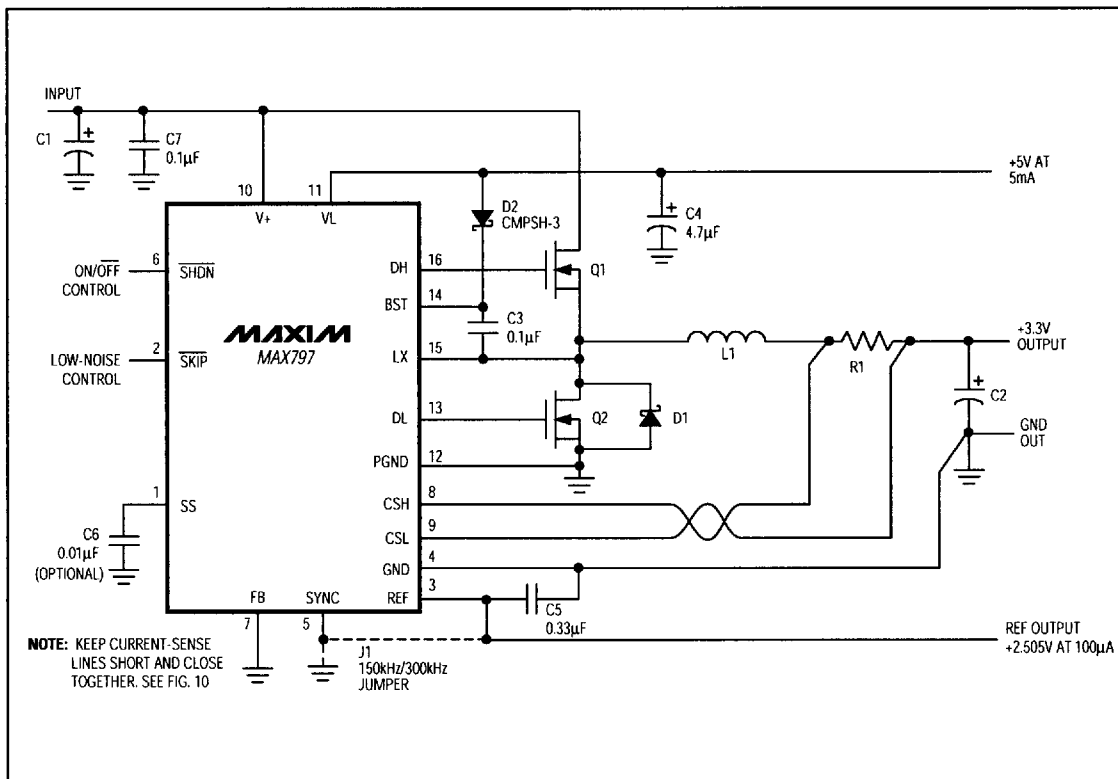 INPUT
C1
+
C7
0.1µF
10
V+
11
VL
D2
CMPSH-3
+
C4
4.7µF
+5V AT
5mA
ON/OFF
CONTROL
6
SHDN
DH
16
Q1
BST
14
C3
0.1µF
MAXIM
MAX797
LX
15
LOW-NOISE
CONTROL
2
SKIP
L1
R1
+3.3V
OUTPUT
+
C2
DL
13
Q2
D1
GND
OUT
PGND
12
1
SS
CSH
8
CSL
9
C6
0.01µF
(OPTIONAL)
GND
4
REF
3
FB
7
SYNC
5
C5
0.33µF
NOTE: KEEP CURRENT-SENSE
LINES SHORT AND CLOSE
TOGETHER. SEE FIG. 10
J1
150kHz/300kHz
JUMPER
REF OUTPUT
+2.505V AT 100µA